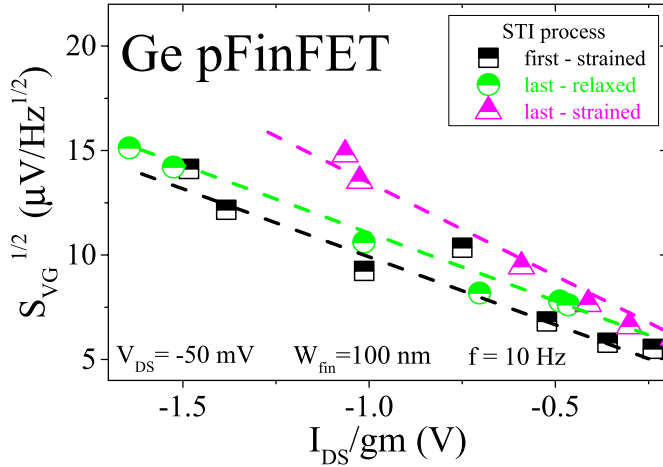 Ge pFinFET
STI process
first - strained
last - relaxed
last - strained
20
15
10
5
S_VG^1/2 (μV/Hz^1/2)
V_DS= -50 mV
W_fin=100 nm
f = 10 Hz
-1.5
-1.0
-0.5
I_DS/gm (V)